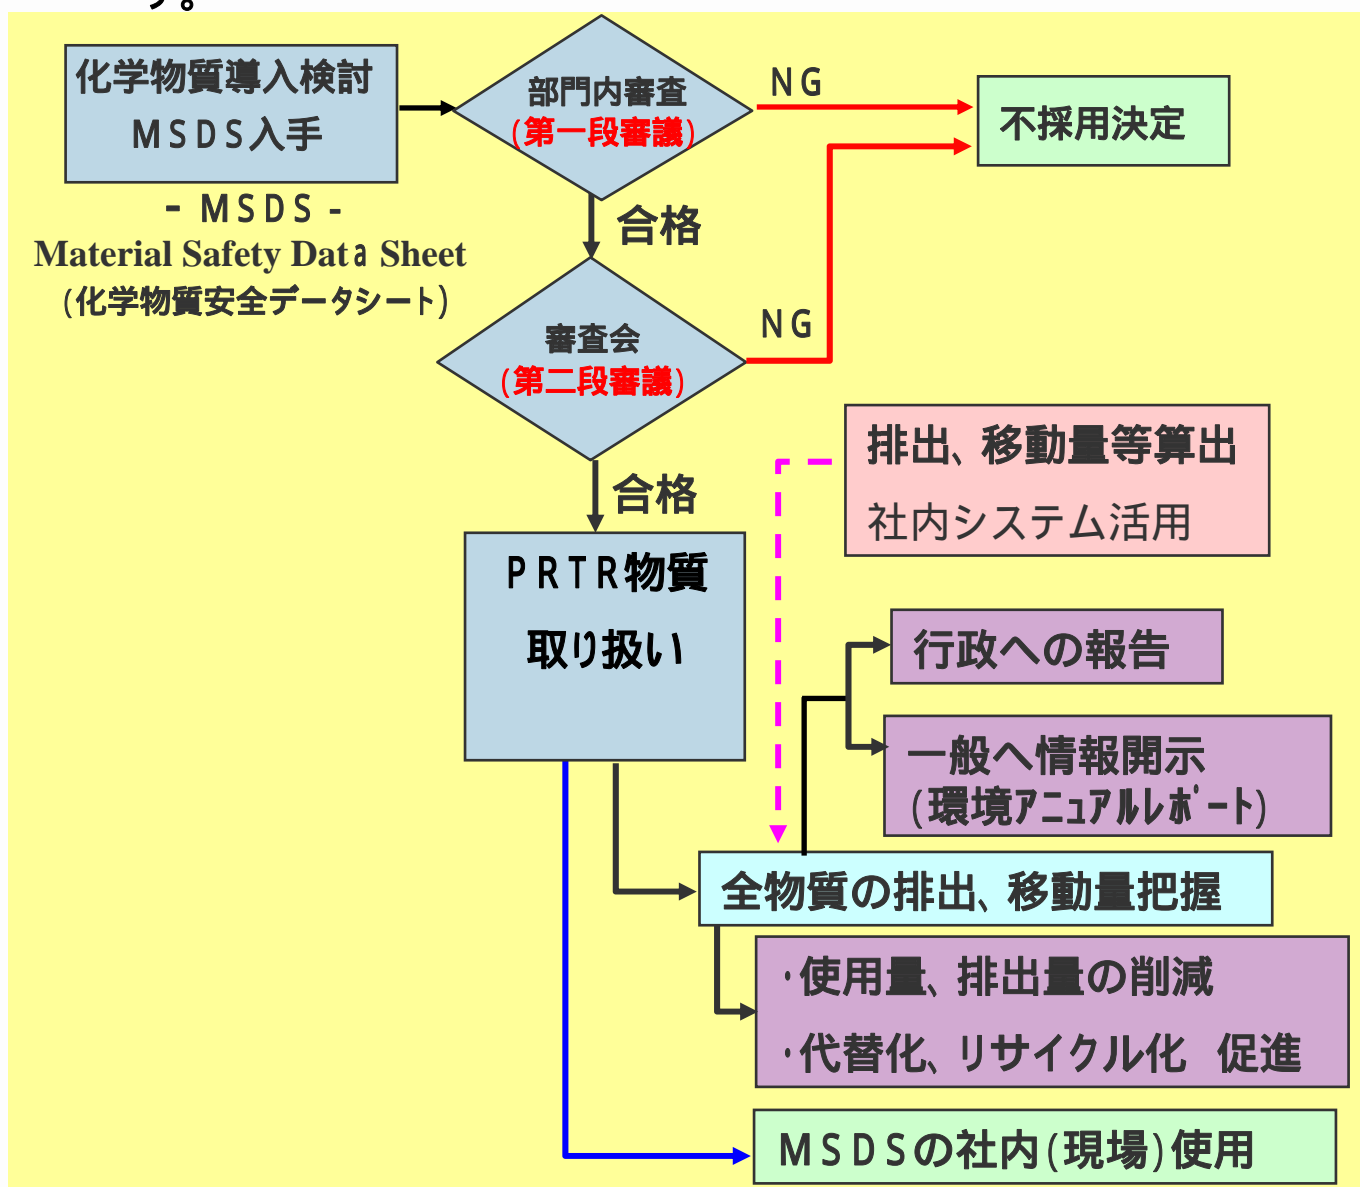 す。
化学物質導入検討
ＭＳＤＳ入手
部門内審査
(第一段審議)
ＮＧ
不採用決定
- ＭＳＤＳ -
Material Safety Data Sheet
(化学物質安全データシート)
合格
審査会
(第二段審議)
ＮＧ
合格
排出、移動量等算出
社内システム活用
ＰＲＴＲ物質
取り扱い
行政への報告
一般へ情報開示
(環境ｱﾆｭｱﾙﾚﾎﾟｰﾄ)
全物質の排出、移動量把握
・使用量、排出量の削減
・代替化、リサイクル化　促進
ＭＳＤＳの社内(現場)使用